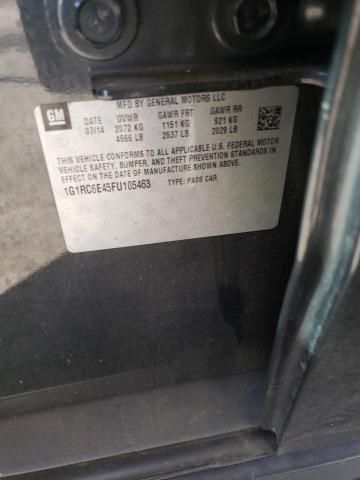 MFD BY GENERAL MOTORS LLC
GM
DATE GVWR GAWR FRT GAWR RR
07/14 2072 KG 1151 KG 921 KG
4566 LB 2537 LB 2029 LB
THIS VEHICLE CONFORMS TO ALL APPLICABLE U.S. FEDERAL MOTOR
VEHICLE SAFETY, BUMPER, AND THEFT PREVENTION STANDARDS IN
EFFECT ON THE DATE OF MANUFACTURE SHOWN ABOVE.
1G1RC6E45FU105463 TYPE: PASS CAR